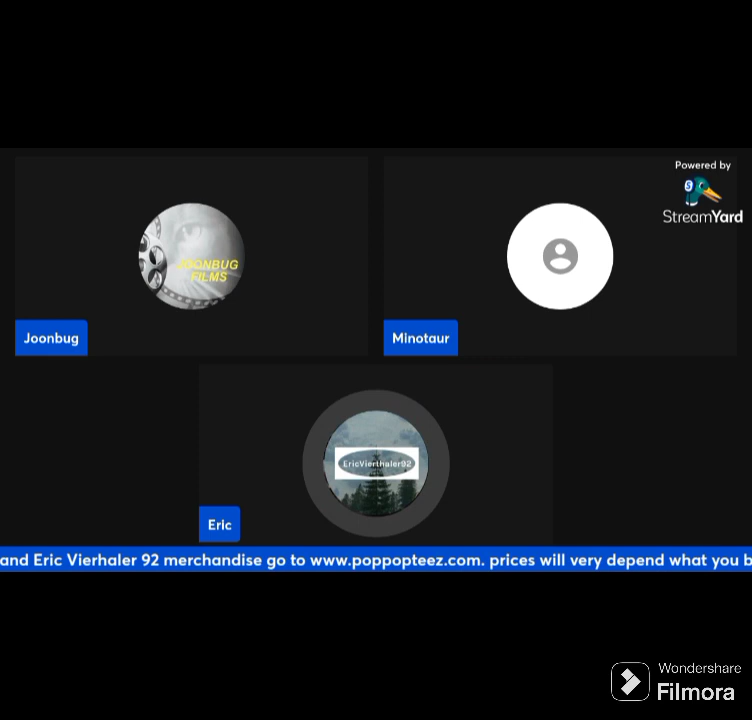 Powered by
StreamYard
JOONBUG
FILMS
Joonbug
Minotaur
EricVierthaler92
Eric
and Eric Vierhaler 92 merchandise go to www.poppopteez.com. prices will very depend what you b
Wondershare
Filmora